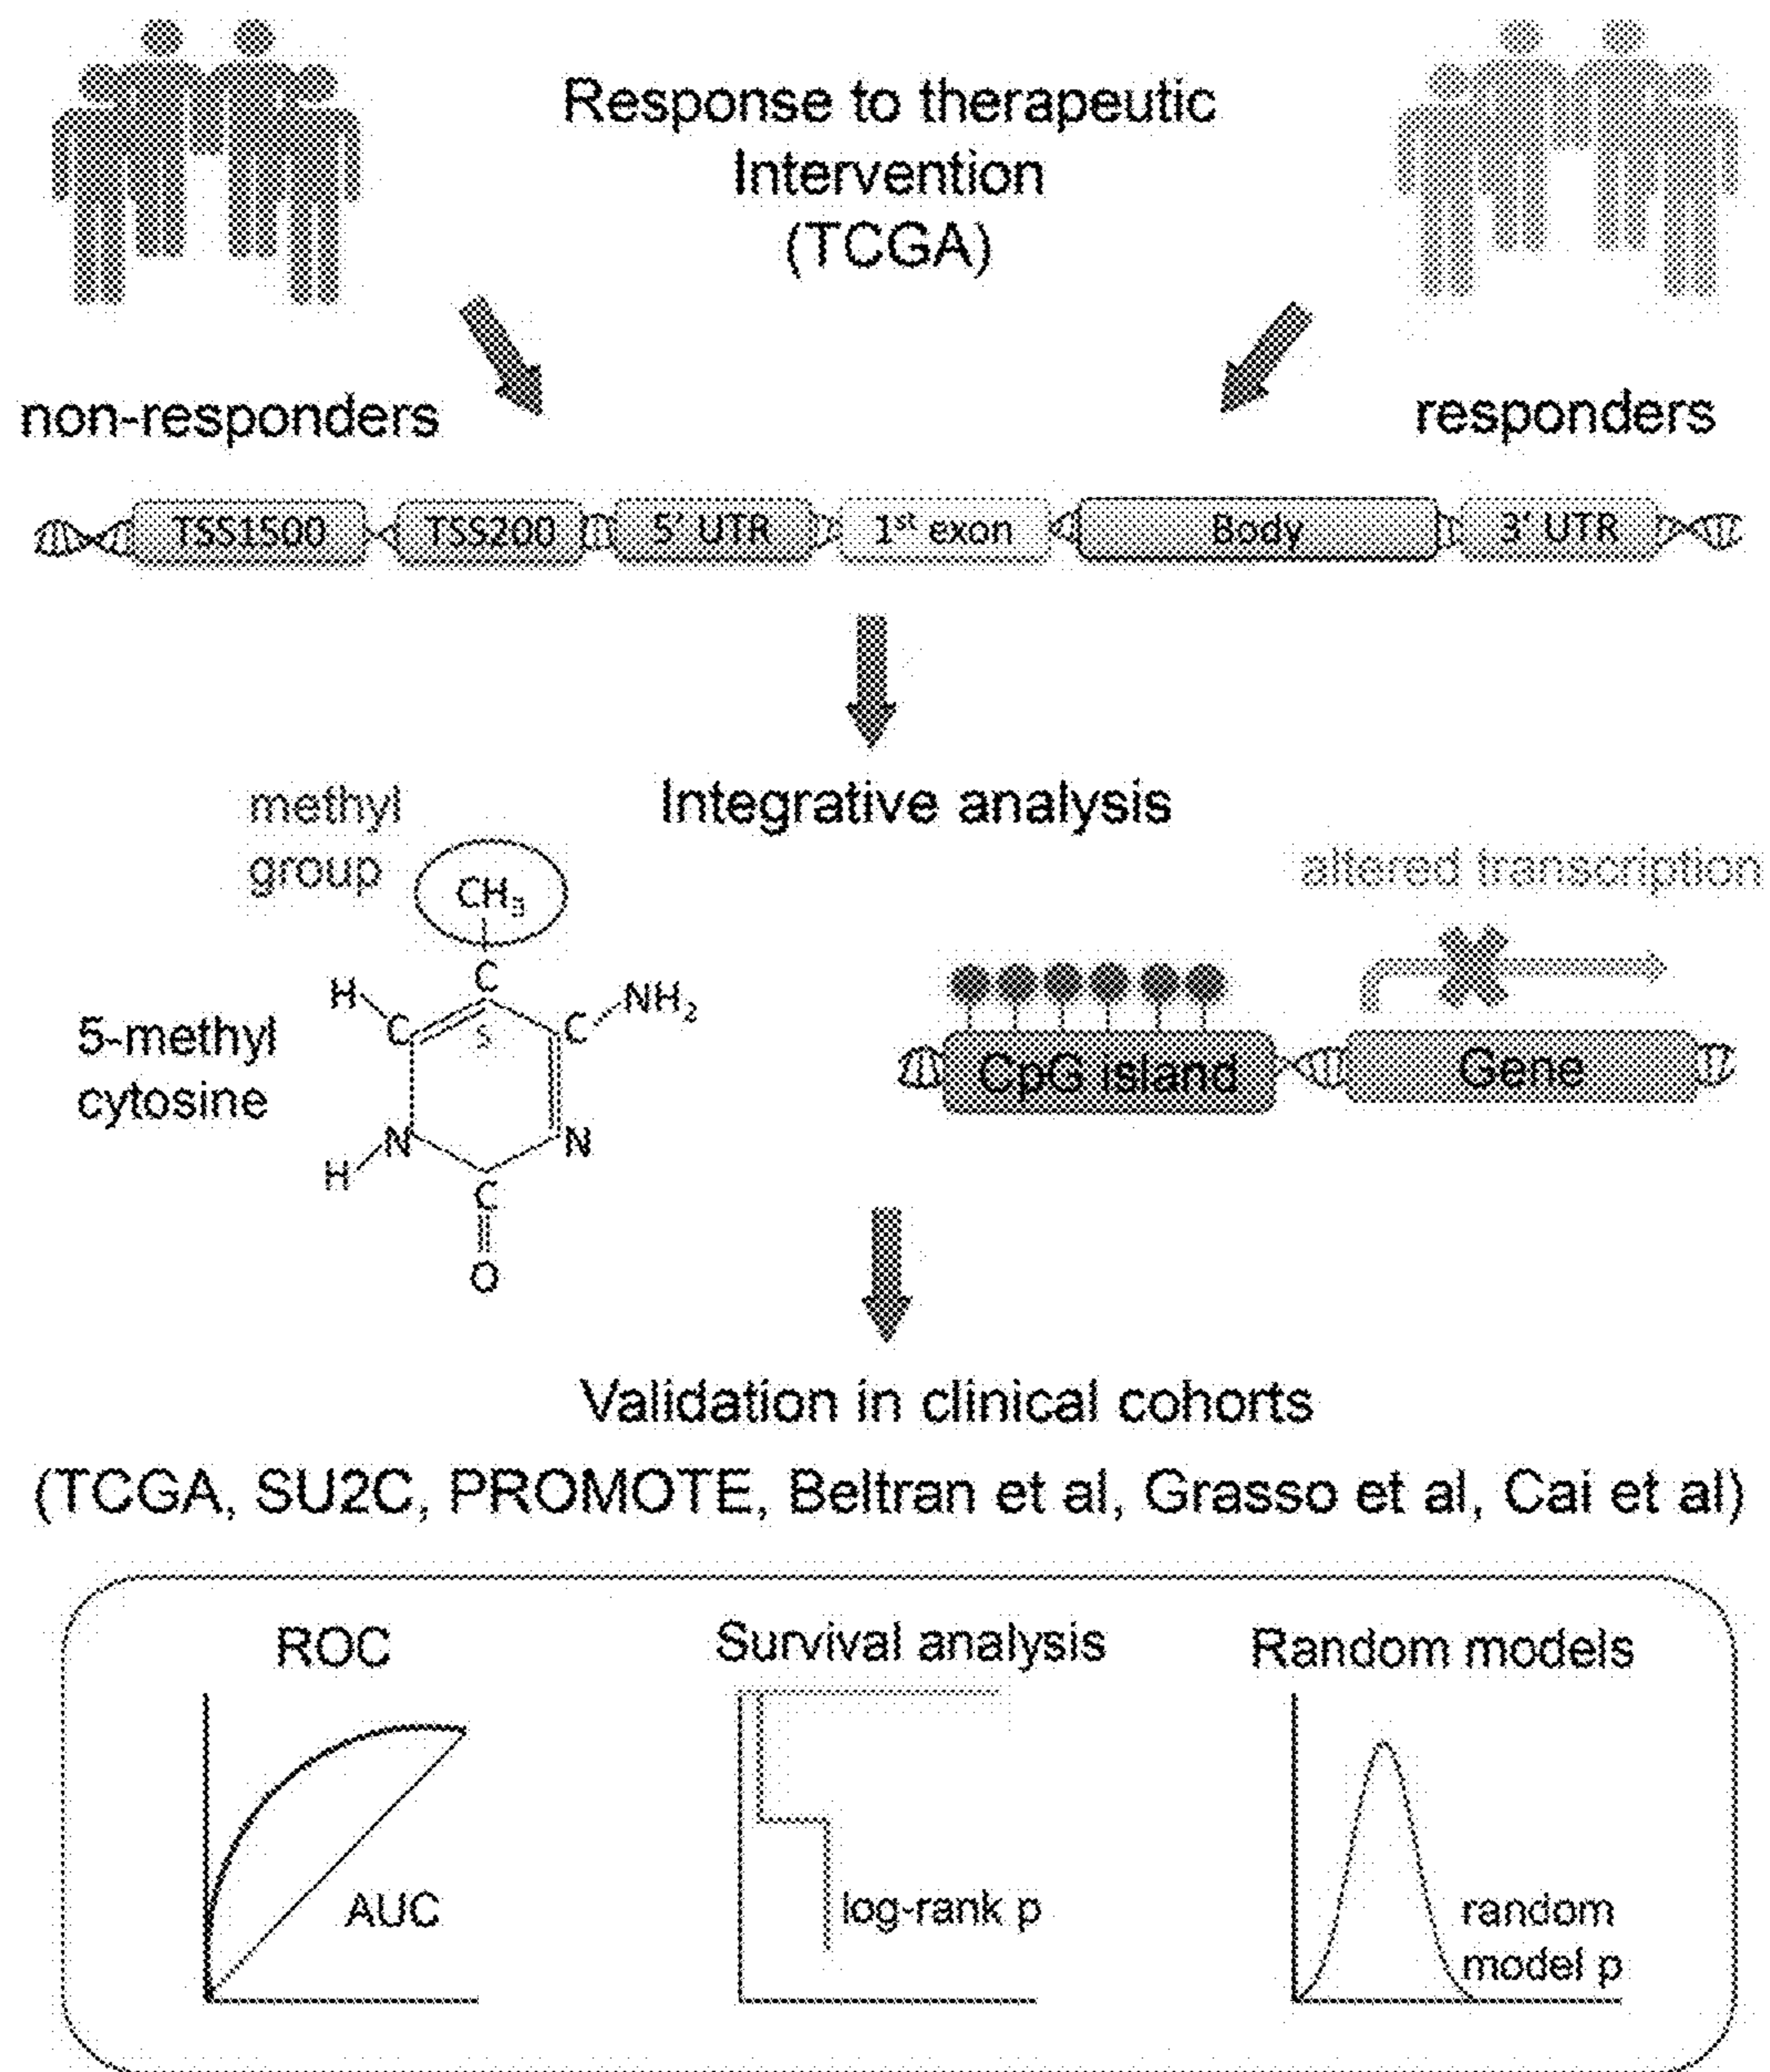 Response to therapeutic
Intervention
(TCGA)
non-responders
responders
TSS1500 TSS200 5' UTR 1st exon Body 3' UTR
Integrative analysis
methyl
group
altered transcription
CH3
C
H
C
5
C
NH2
5-methyl
cytosine
CpG island
Gene
N
N
H
C
O
Validation in clinical cohorts
(TCGA, SU2C, PROMOTE, Beltran et al, Grasso et al, Cai et al)
ROC
Survival analysis
Random models
AUC
log-rank p
random
model p